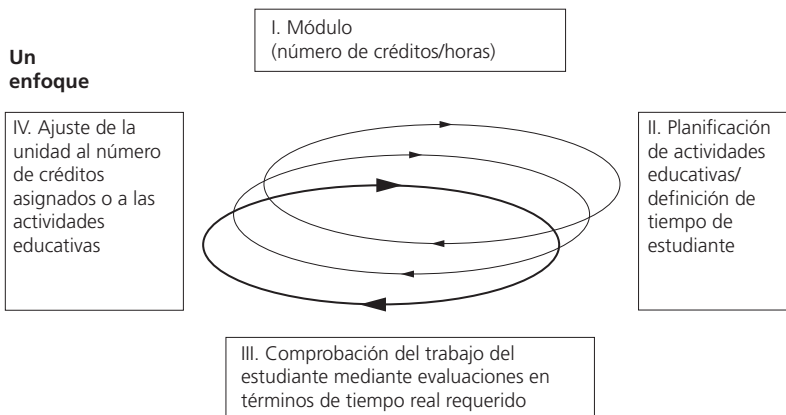 I. Módulo
(número de créditos/horas)
Un
enfoque
IV. Ajuste de la
unidad al número
de créditos
asignados o a las
actividades
educativas
II. Planificación
de actividades
educativas/
definición de
tiempo de
estudiante
III. Comprobación del trabajo del
estudiante mediante evaluaciones en
términos de tiempo real requerido